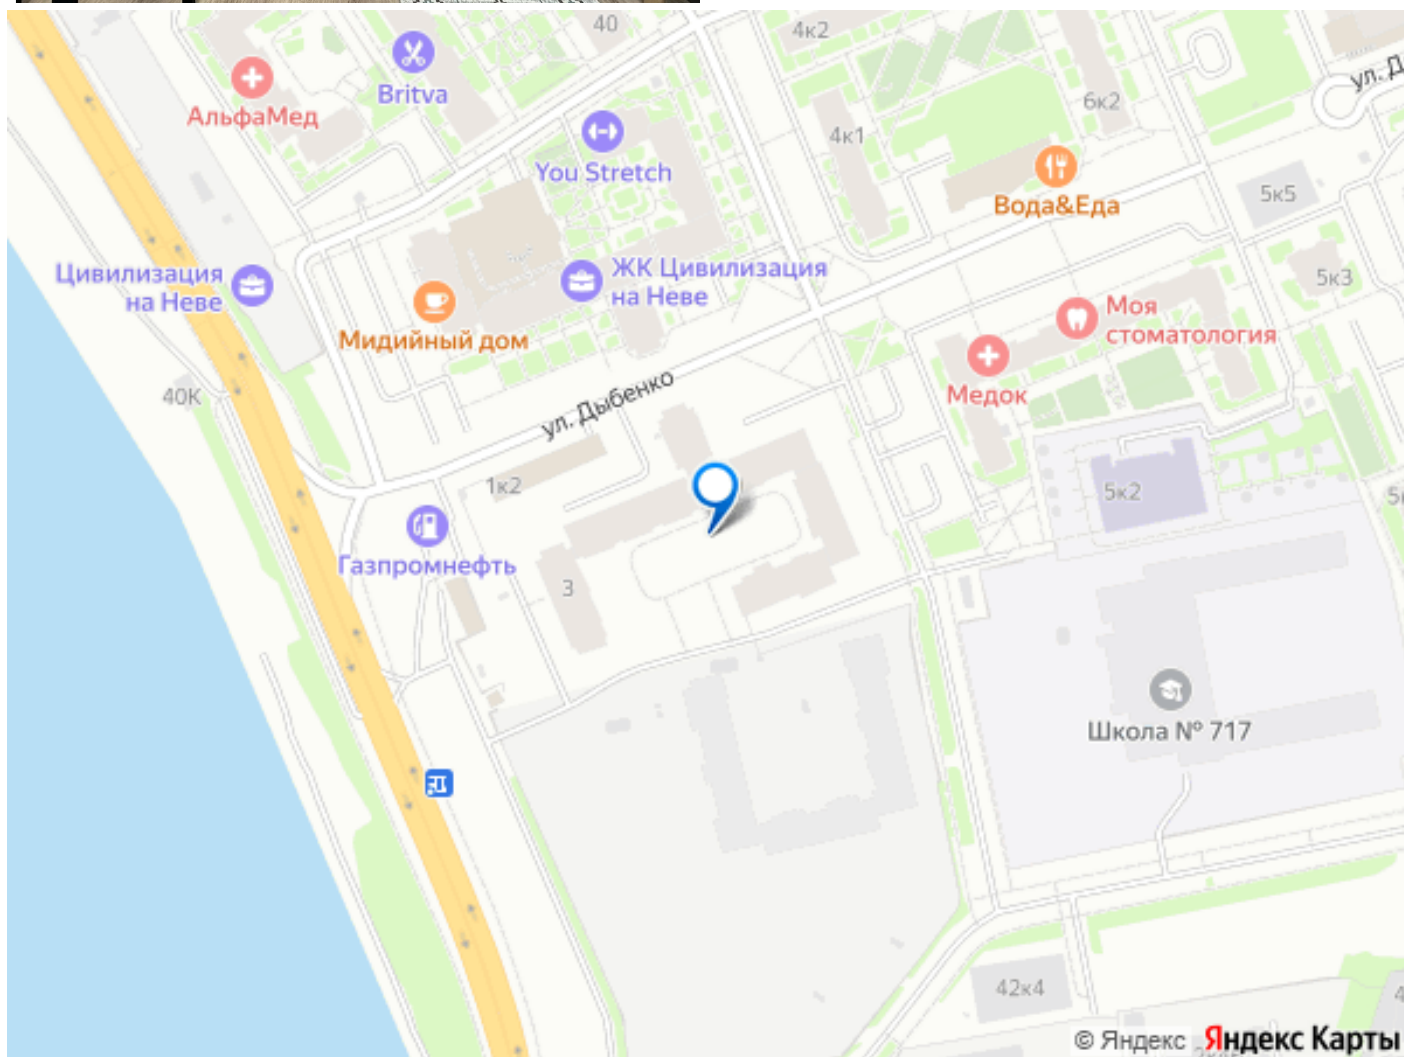 40
4к2
Britva
АльфаМед
ул. Д
6к2
4к1
You Stretch
Вода&Еда
5к5
Цивилизация
на Неве
ЖК Цивилизация
на Неве
5к3
Моя
стоматология
Мидийный дом
Медок
40К
ул. Дыбенко
1к2
5к2
Газпромнефть
3
Школа № 717
42к4
© Яндекс Яндекс Карты